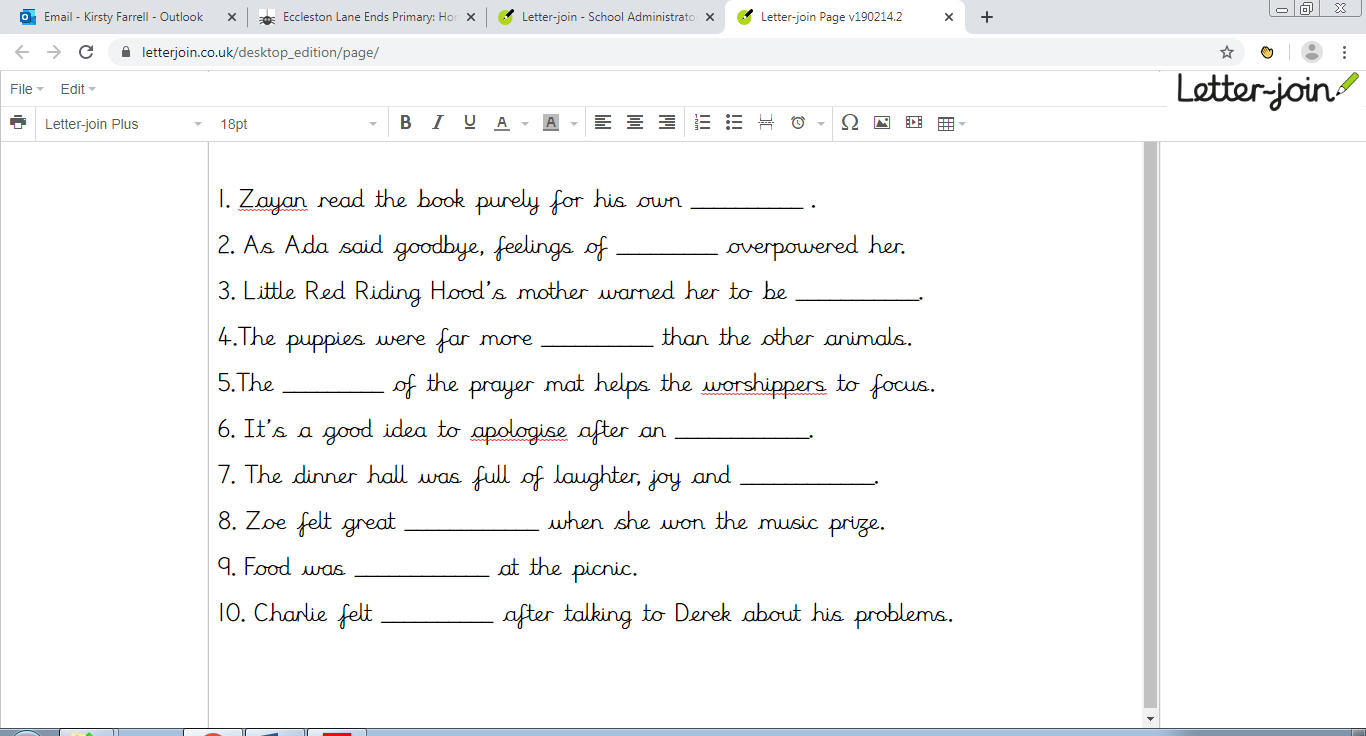 Email - Kirsty Farrell - Outlook
Eccleston Lane Ends Primary: Ho
Letter-join - School Administrato
Letter-join Page v190214.2
letterjoin.co.uk/desktop_edition/page/
File Edit
Letter-join
Letter-join Plus 18pt B I U A A Ω
1. Zayan read the book purely for his own __________ .
2. As Ada said goodbye, feelings of _________ overpowered her.
3. Little Red Riding Hood's mother warned her to be ___________.
4.The puppies were far more __________ than the other animals.
5.The _________ of the prayer mat helps the worshippers to focus.
6. It's a good idea to apologise after an ____________.
7. The dinner hall was full of laughter, joy and ____________.
8. Zoe felt great ____________ when she won the music prize.
9. Food was ____________ at the picnic.
10. Charlie felt __________ after talking to Derek about his problems.